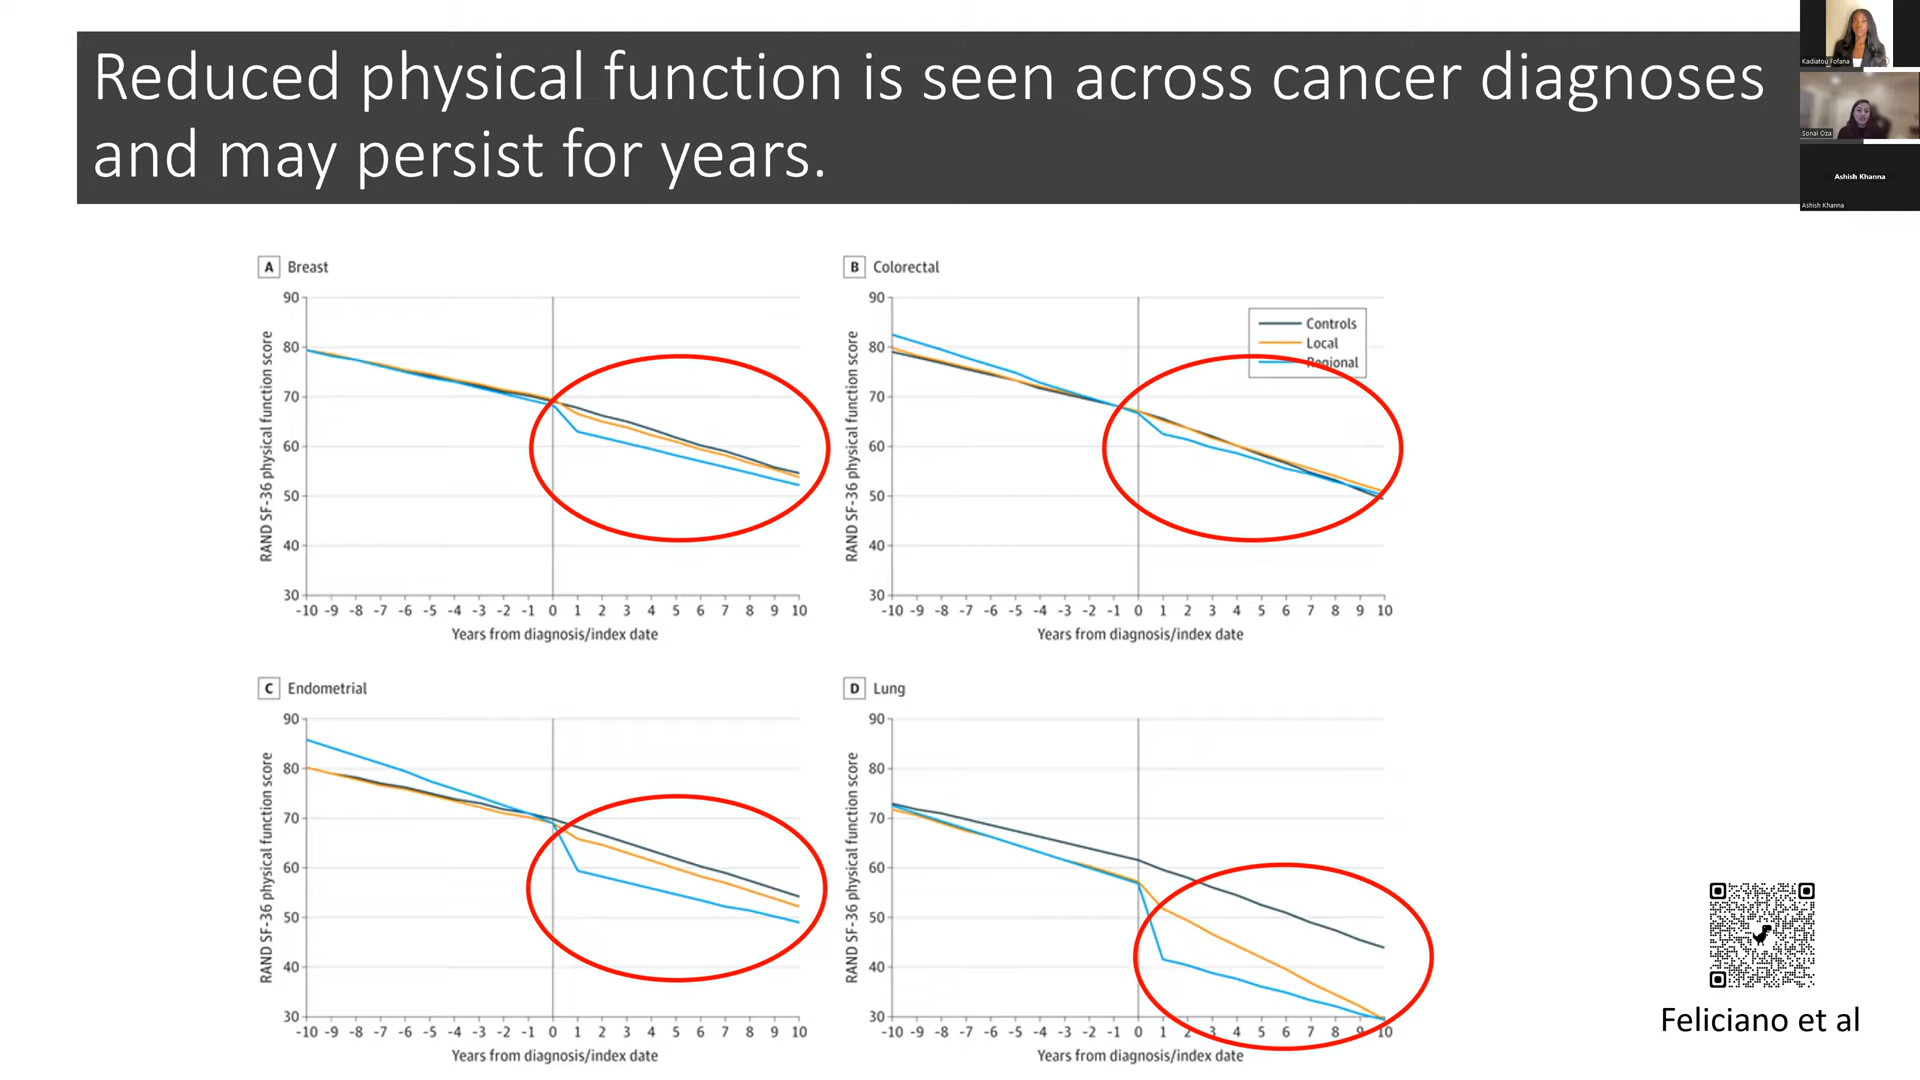 Reduced physical function is seen across cancer diagnoses
and may persist for years.
Kadiatou Fofana
Sonal Oza
Ashish Khanna
Ashish Khanna
A Breast
RAND SF-36 physical function score
90
80
70
60
50
40
30
-10 -9 -8 -7 -6 -5 -4 -3 -2 -1 0 1 2 3 4 5 6 7 8 9 10
Years from diagnosis/index date
B Colorectal
RAND SF-36 physical function score
90
80
70
60
50
40
30
Controls
Local
Regional
-10 -9 -8 -7 -6 -5 -4 -3 -2 -1 0 1 2 3 4 5 6 7 8 9 10
Years from diagnosis/index date
C Endometrial
RAND SF-36 physical function score
90
80
70
60
50
40
30
-10 -9 -8 -7 -6 -5 -4 -3 -2 -1 0 1 2 3 4 5 6 7 8 9 10
Years from diagnosis/index date
D Lung
RAND SF-36 physical function score
90
80
70
60
50
40
30
-10 -9 -8 -7 -6 -5 -4 -3 -2 -1 0 1 2 3 4 5 6 7 8 9 10
Years from diagnosis/index date
Feliciano et al